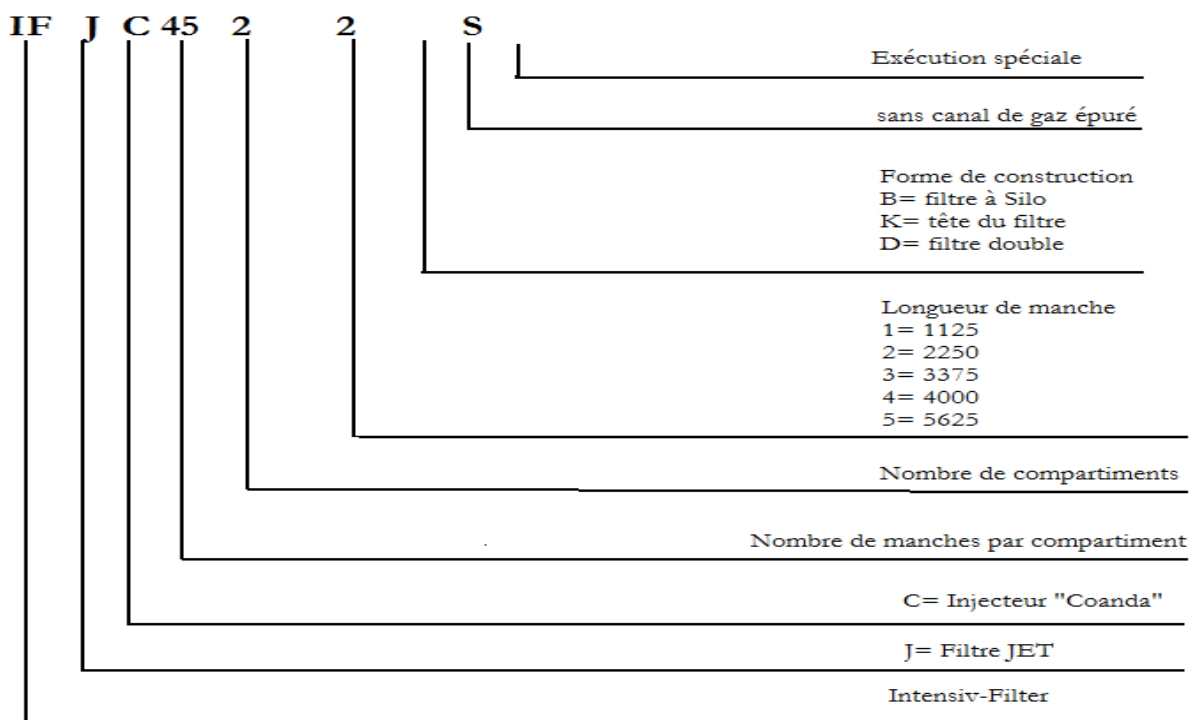 IF J C 45 2 2 S
Exécution spéciale
sans canal de gaz épuré
Forme de construction
B= filtre à Silo
K= tête du filtre
D= filtre double
Longueur de manche
1= 1125
2= 2250
3= 3375
4= 4000
5= 5625
Nombre de compartiments
Nombre de manches par compartiment
C= Injecteur "Coanda"
J= Filtre JET
Intensiv-Filter